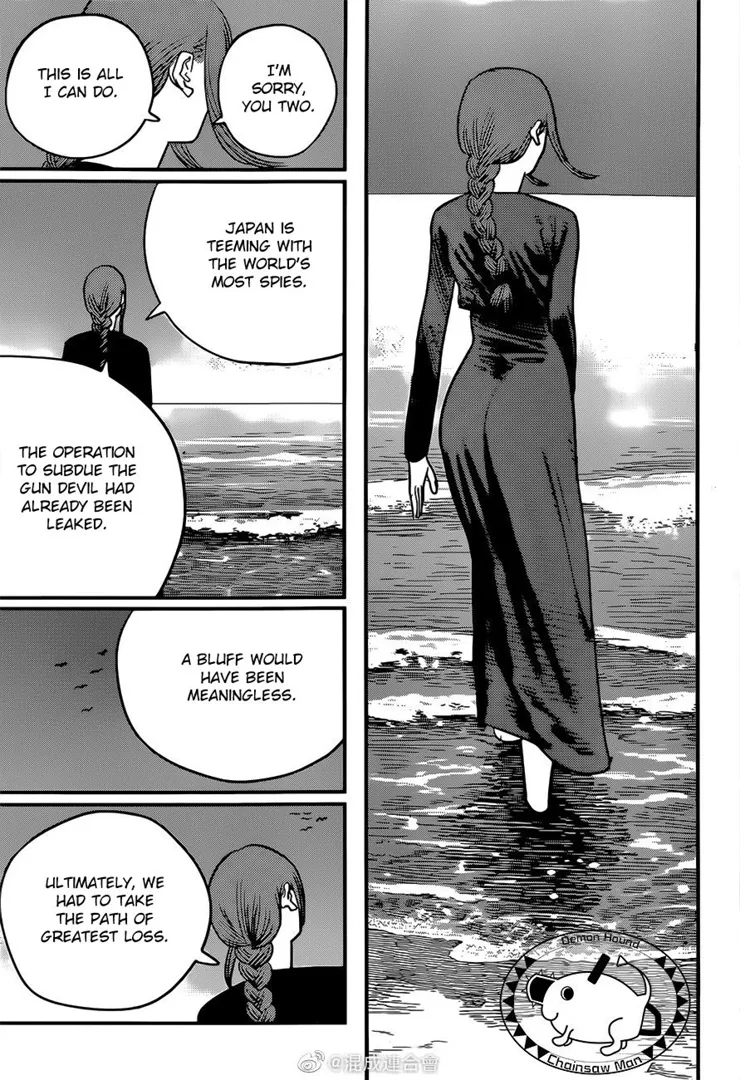 I'M
SORRY,
YOU TWO.
THIS IS ALL
I CAN DO.
JAPAN IS
TEEMING WITH
THE WORLD'S
MOST SPIES.
THE OPERATION
TO SUBDUE THE
GUN DEVIL HAD
ALREADY BEEN
LEAKED.
A BLUFF WOULD
HAVE BEEN
MEANINGLESS.
ULTIMATELY, WE
HAD TO TAKE
THE PATH OF
GREATEST LOSS.
Demon Hound
Chainsaw Man
@混成連合會